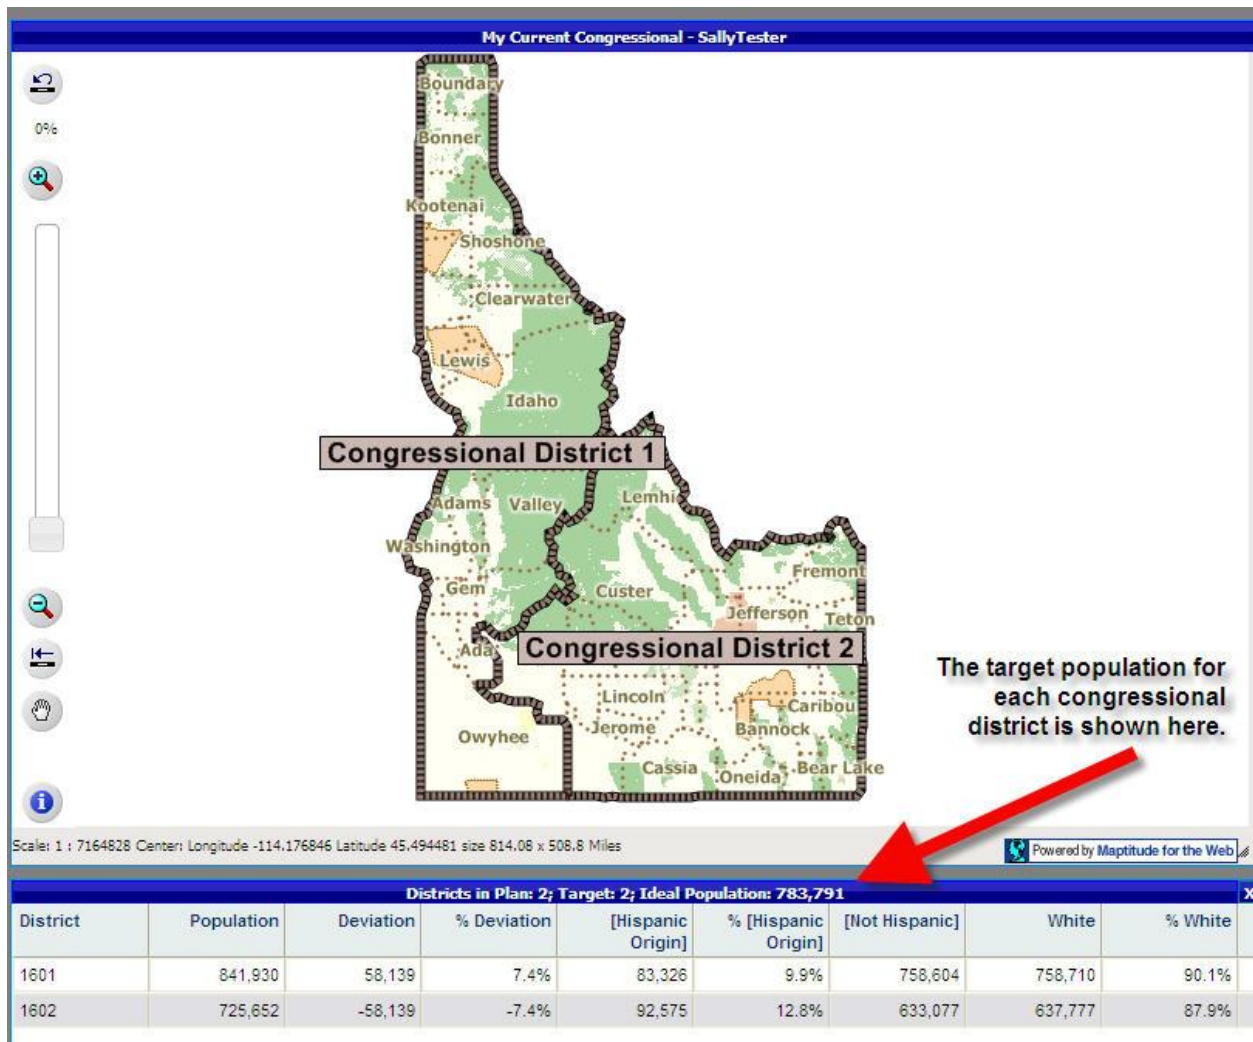 My Current Congressional - SallyTester
0%
Boundary
Bonner
Kootenai
Shoshone
Clearwater
Lewis
Idaho
Congressional District 1
Adams Valley Lemhi
Washington
Gem Custer Fremont
Jefferson Teton
Ada
Congressional District 2
Lincoln Caribou
Jerome Bannock
Owyhee
Cassia Oneida Bear Lake
The target population for
each congressional
district is shown here.
Scale: 1 : 7164828 Center: Longitude -114.176846 Latitude 45.494481 size 814.08 x 508.8 Miles
Powered by Maptitude for the Web
Districts in Plan: 2; Target: 2; Ideal Population: 783,791 X
District Population Deviation % Deviation [Hispanic Origin] % [Hispanic Origin] [Not Hispanic] White % White
1601 841,930 58,139 7.4% 83,326 9.9% 758,604 758,710 90.1%
1602 725,652 -58,139 -7.4% 92,575 12.8% 633,077 637,777 87.9%